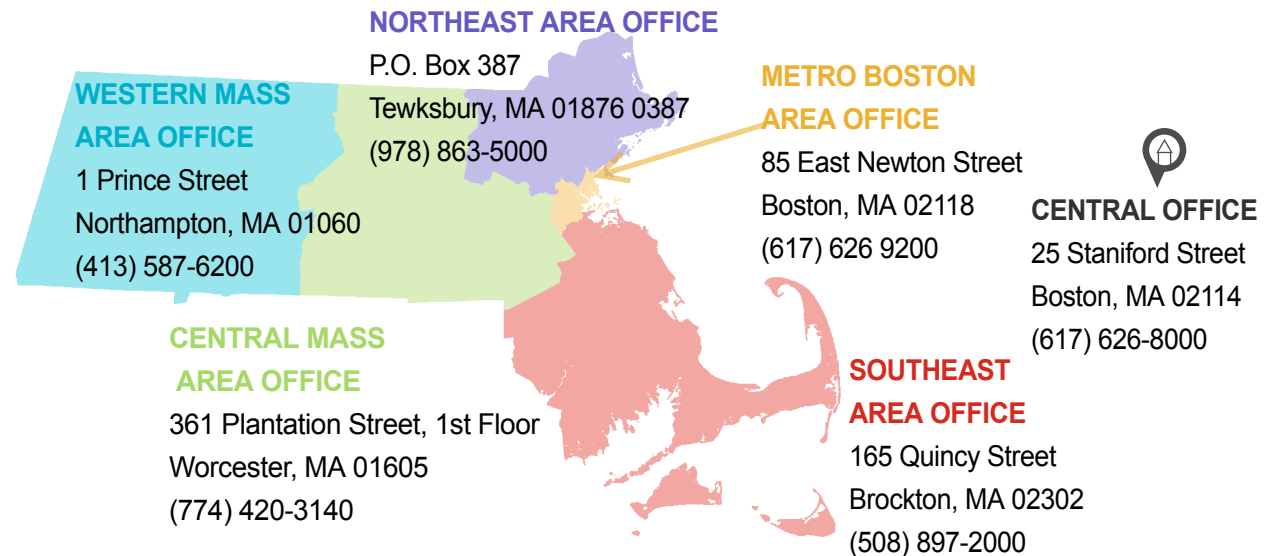 NORTHEAST AREA OFFICE
P.O. Box 387
Tewksbury, MA 01876 0387
(978) 863-5000
WESTERN MASS
AREA OFFICE
1 Prince Street
Northampton, MA 01060
(413) 587-6200
METRO BOSTON
AREA OFFICE
85 East Newton Street
Boston, MA 02118
(617) 626 9200
CENTRAL OFFICE
25 Staniford Street
Boston, MA 02114
(617) 626-8000
CENTRAL MASS
AREA OFFICE
361 Plantation Street, 1st Floor
Worcester, MA 01605
(774) 420-3140
SOUTHEAST
AREA OFFICE
165 Quincy Street
Brockton, MA 02302
(508) 897-2000